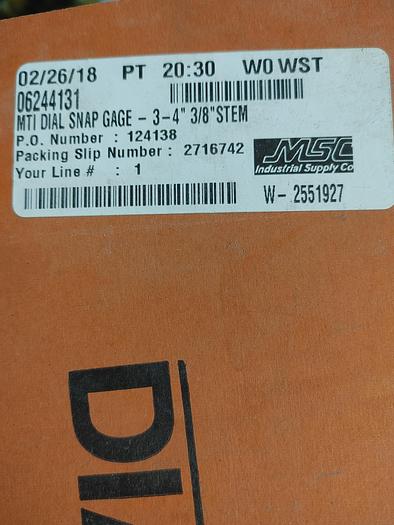 02/26/18 PT 20:30 W0 WST
06244131
MTI DIAL SNAP GAGE - 3-4" 3/8"STEM
P.O. Number : 124138
Packing Slip Number : 2716742
Your Line # : 1
MSC
Industrial Supply Co
W- 2551927
DIA